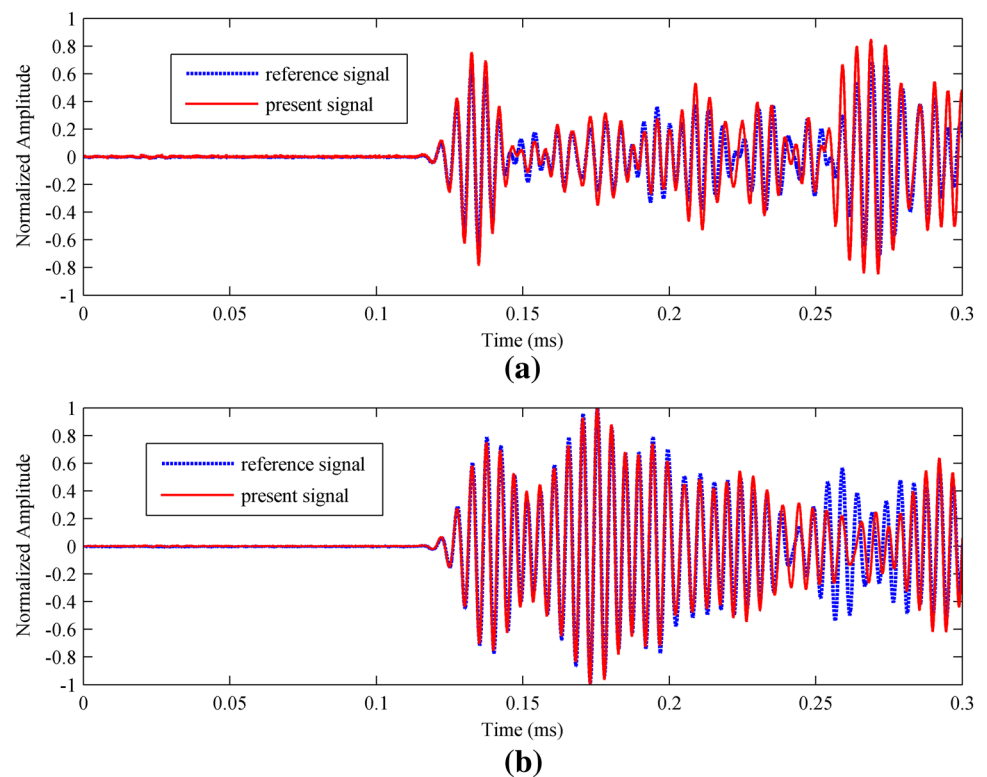 1
0.8
0.6
0.4
0.2
0
-0.2
-0.4
-0.6
-0.8
-1
Normalized Amplitude
reference signal
present signal
0 0.05 0.1 0.15 0.2 0.25 0.3
Time (ms)
(a)
1
0.8
0.6
0.4
0.2
0
-0.2
-0.4
-0.6
-0.8
-1
Normalized Amplitude
reference signal
present signal
0 0.05 0.1 0.15 0.2 0.25 0.3
Time (ms)
(b)